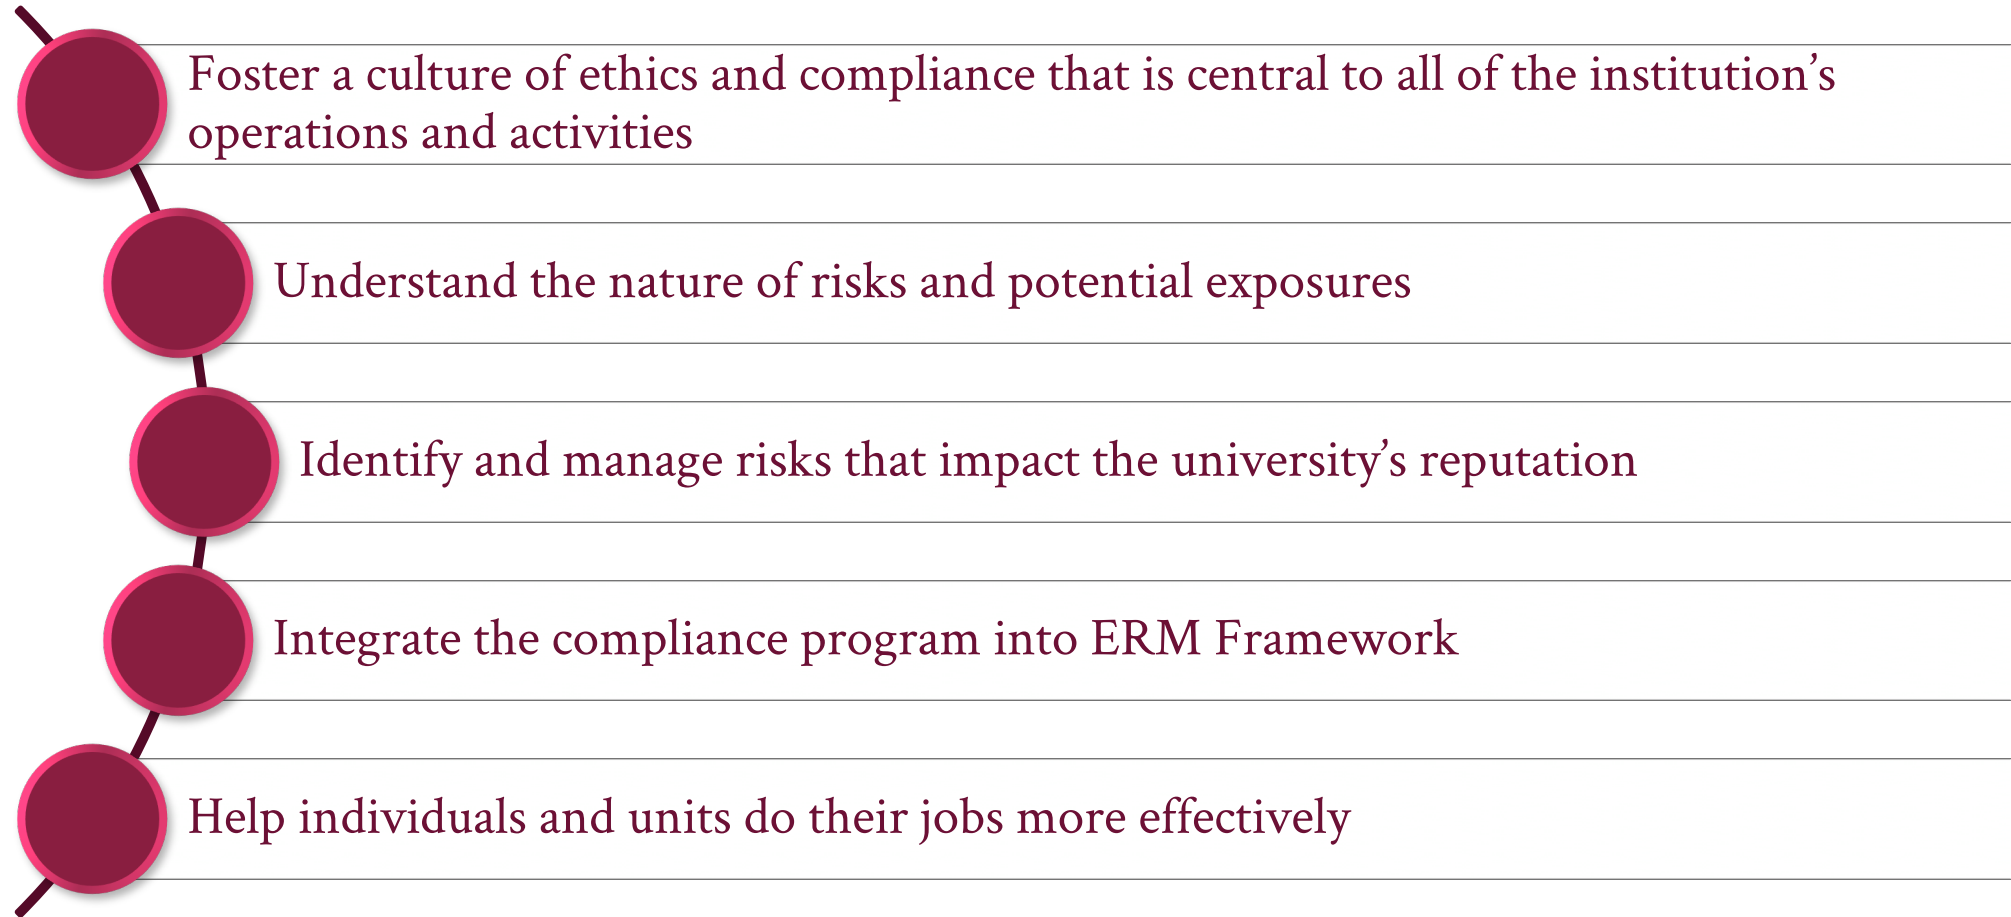 Foster a culture of ethics and compliance that is central to all of the institution’s
operations and activities
Understand the nature of risks and potential exposures
Identify and manage risks that impact the university’s reputation
Integrate the compliance program into ERM Framework
Help individuals and units do their jobs more effectively